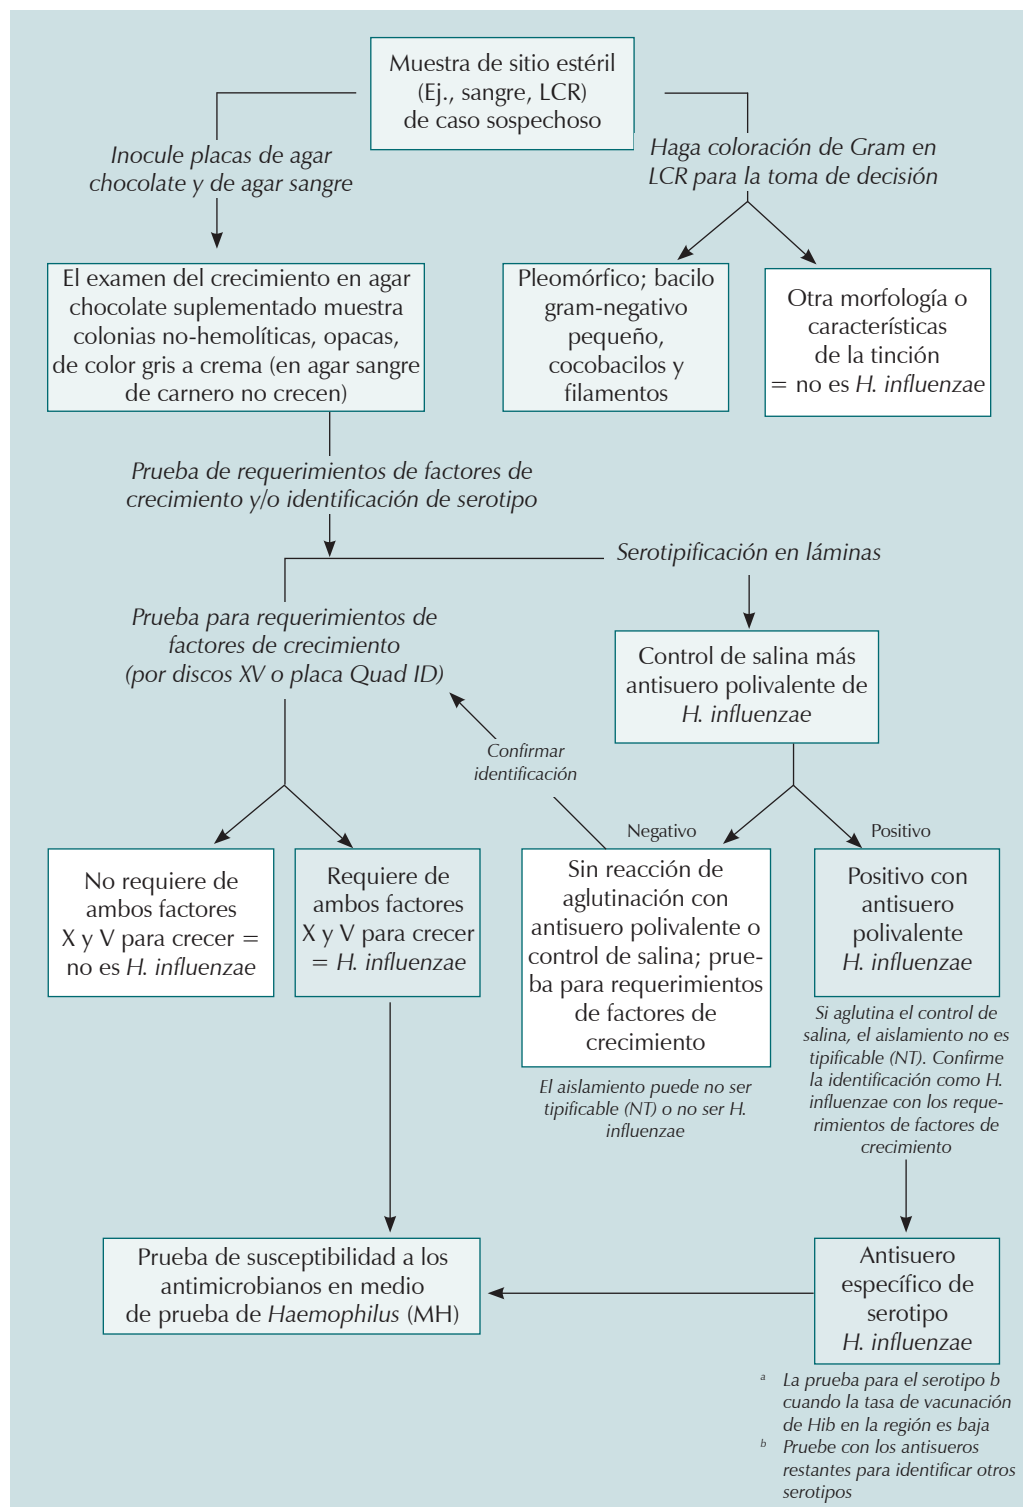 Muestra de sitio estéril
(Ej., sangre, LCR)
de caso sospechoso
Inocule placas de agar
chocolate y de agar sangre
Haga coloración de Gram en
LCR para la toma de decisión
El examen del crecimiento en agar
chocolate suplementado muestra
colonias no-hemolíticas, opacas,
de color gris a crema (en agar sangre
de carnero no crecen)
Pleomórfico; bacilo
gram-negativo
pequeño,
cocobacilos y
filamentos
Otra morfología o
características
de la tinción
= no es H. influenzae
Prueba de requerimientos de factores de
crecimiento y/o identificación de serotipo
Serotipificación en láminas
Prueba para requerimientos de
factores de crecimiento
(por discos XV o placa Quad ID)
Control de salina más
antisuero polivalente de
H. influenzae
Confirmar
identificación
Negativo
Positivo
No requiere de
ambos factores
X y V para crecer =
no es H. influenzae
Requiere de
ambos factores
X y V para crecer
= H. influenzae
Sin reacción de
aglutinación con
antisuero polivalente o
control de salina; prue-
ba para requerimientos
de factores de
crecimiento
Positivo con
antisuero
polivalente
H. influenzae
El aislamiento puede no ser
tipificable (NT) o no ser H.
influenzae
Si aglutina el control de
salina, el aislamiento no es
tipificable (NT). Confirme
la identificación como H.
influenzae con los reque-
rimientos de factores de
crecimiento
Prueba de susceptibilidad a los
antimicrobianos en medio
de prueba de Haemophilus (MH)
Antisuero
específico de
serotipo
H. influenzae
a La prueba para el serotipo b
cuando la tasa de vacunación
de Hib en la región es baja
b Pruebe con los antisueros
restantes para identificar otros
serotipos